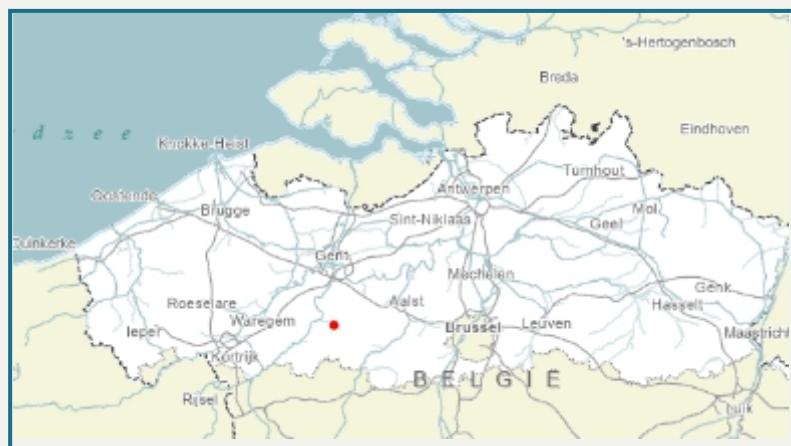 's-Hertogenbosch
Breda
Eindhoven
d z e e
Knokke-Heist
Turnhout
Antwerpen
Oostende
Brugge
Sint-Niklaas
Geel
Mol
Duinkerke
Gent
Mechelen
Genk
Roeselare
Aalst
Hasselt
Ieper
Waregem
Brussel
Leuven
Maastricht
Kortrijk
BELGIË
Rijsel
Luik